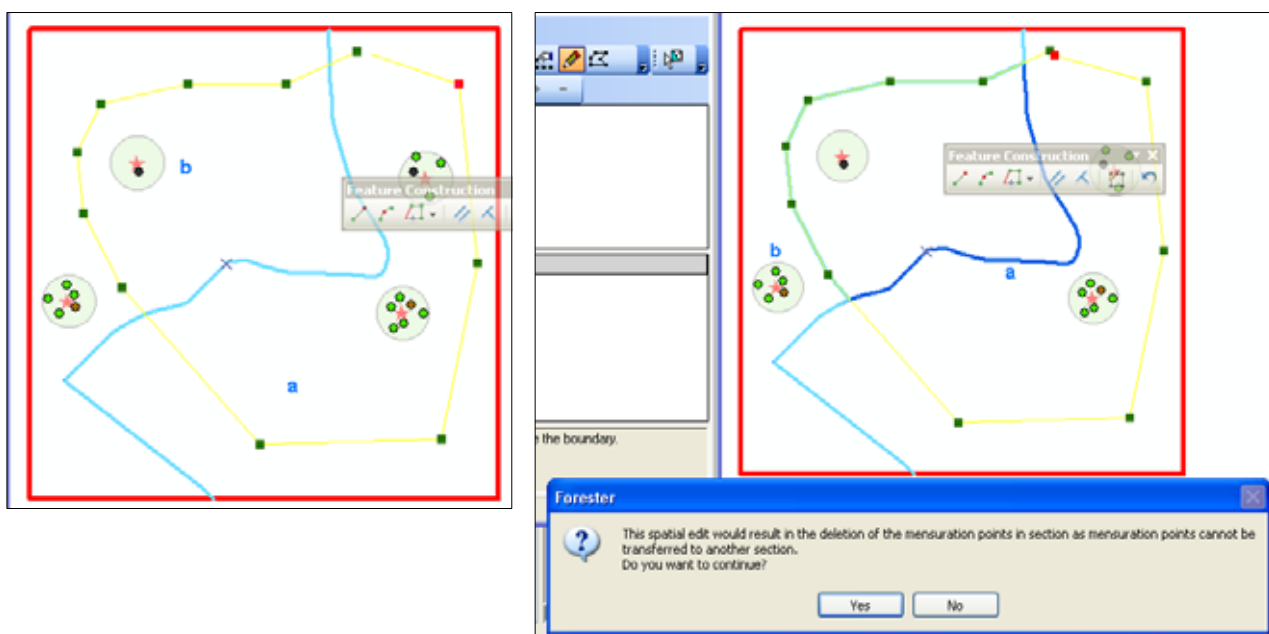 b
Feature Construction
a
Feature Construction
b
a
e the boundary.
Forester
This spatial edit would result in the deletion of the mensuration points in section as mensuration points cannot be
transferred to another section.
Do you want to continue?
Yes No